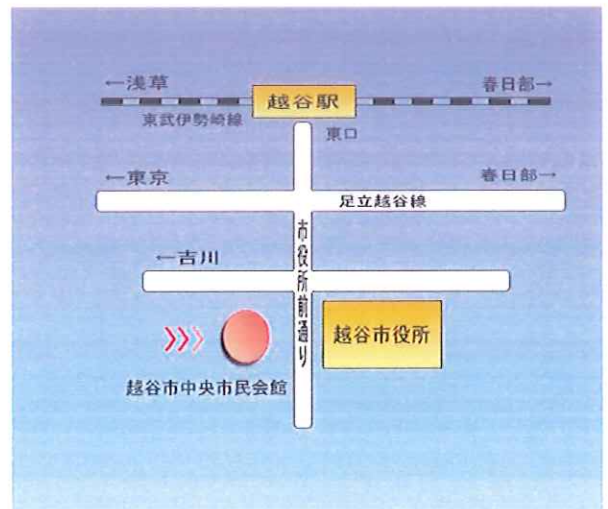 ←浅草
春日部→
越谷駅
東武伊勢崎線
東口
←東京
春日部→
足立越谷線
市役所前通り
←吉川
越谷市役所
越谷市中央市民会館